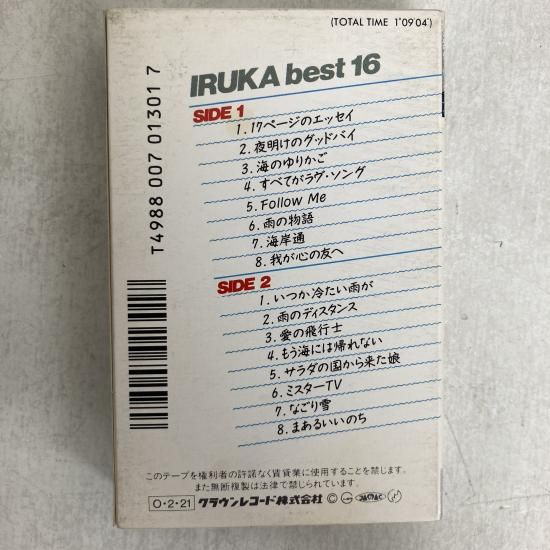 (TOTAL TIME 1°09'04")
IRUKA best 16
SIDE 1
1. 17ページのエッセイ
2. 夜明けのグッドバイ
3. 海のゆりかご
4. すべてがラヴ・ソング
5. Follow Me
6. 雨の物語
7. 海岸通
8. 我が心の友へ
SIDE 2
1. いつか冷たい雨が
2. 雨のディスタンス
3. 愛の飛行士
4. もう海には帰れない
5. サラダの国から来た娘
6. ミスターTV
7. なごり雪
8. まあるいいのち
T4988 007 01301 7
このテープを権利者の許諾なく賃貸業に使用することを禁じます。
また無断複製は法律で禁じられています。
O・2・21 クラウンレコード株式会社